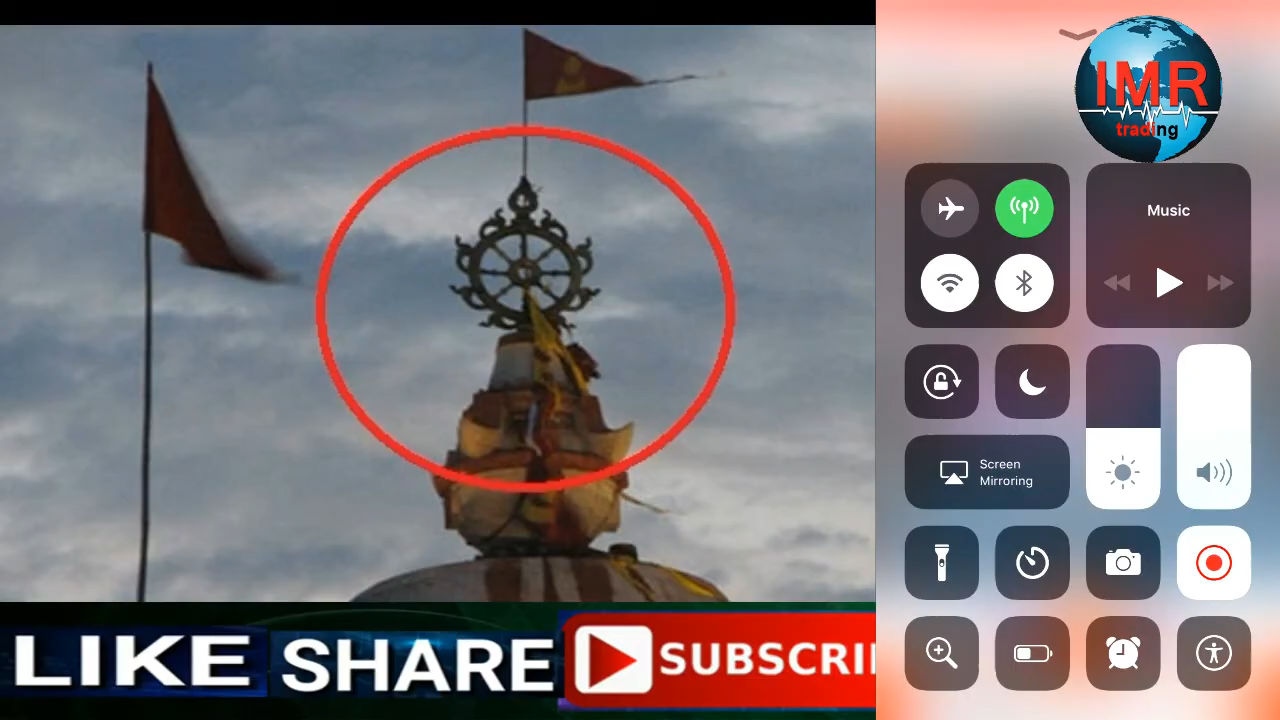 LIKE SHARE SUBSCRI
IMR
trading
Music
Screen
Mirroring